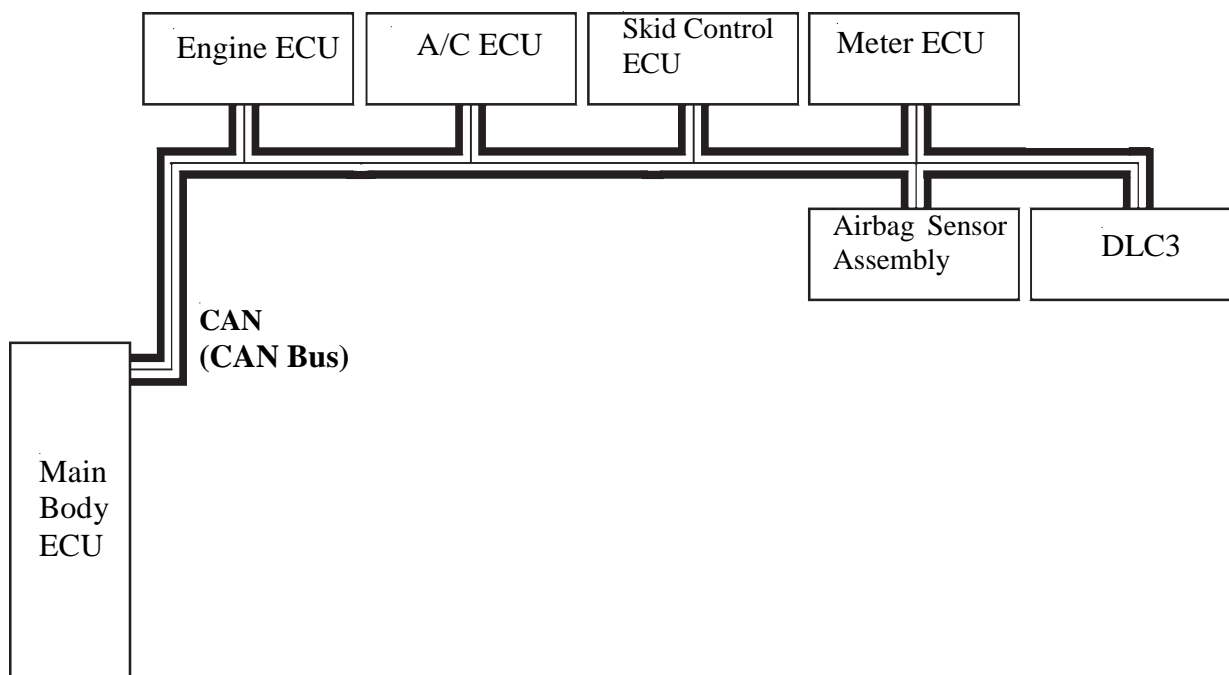 Engine ECU
A/C ECU
Skid Control
ECU
Meter ECU
Airbag Sensor
Assembly
DLC3
CAN
(CAN Bus)
Main
Body
ECU